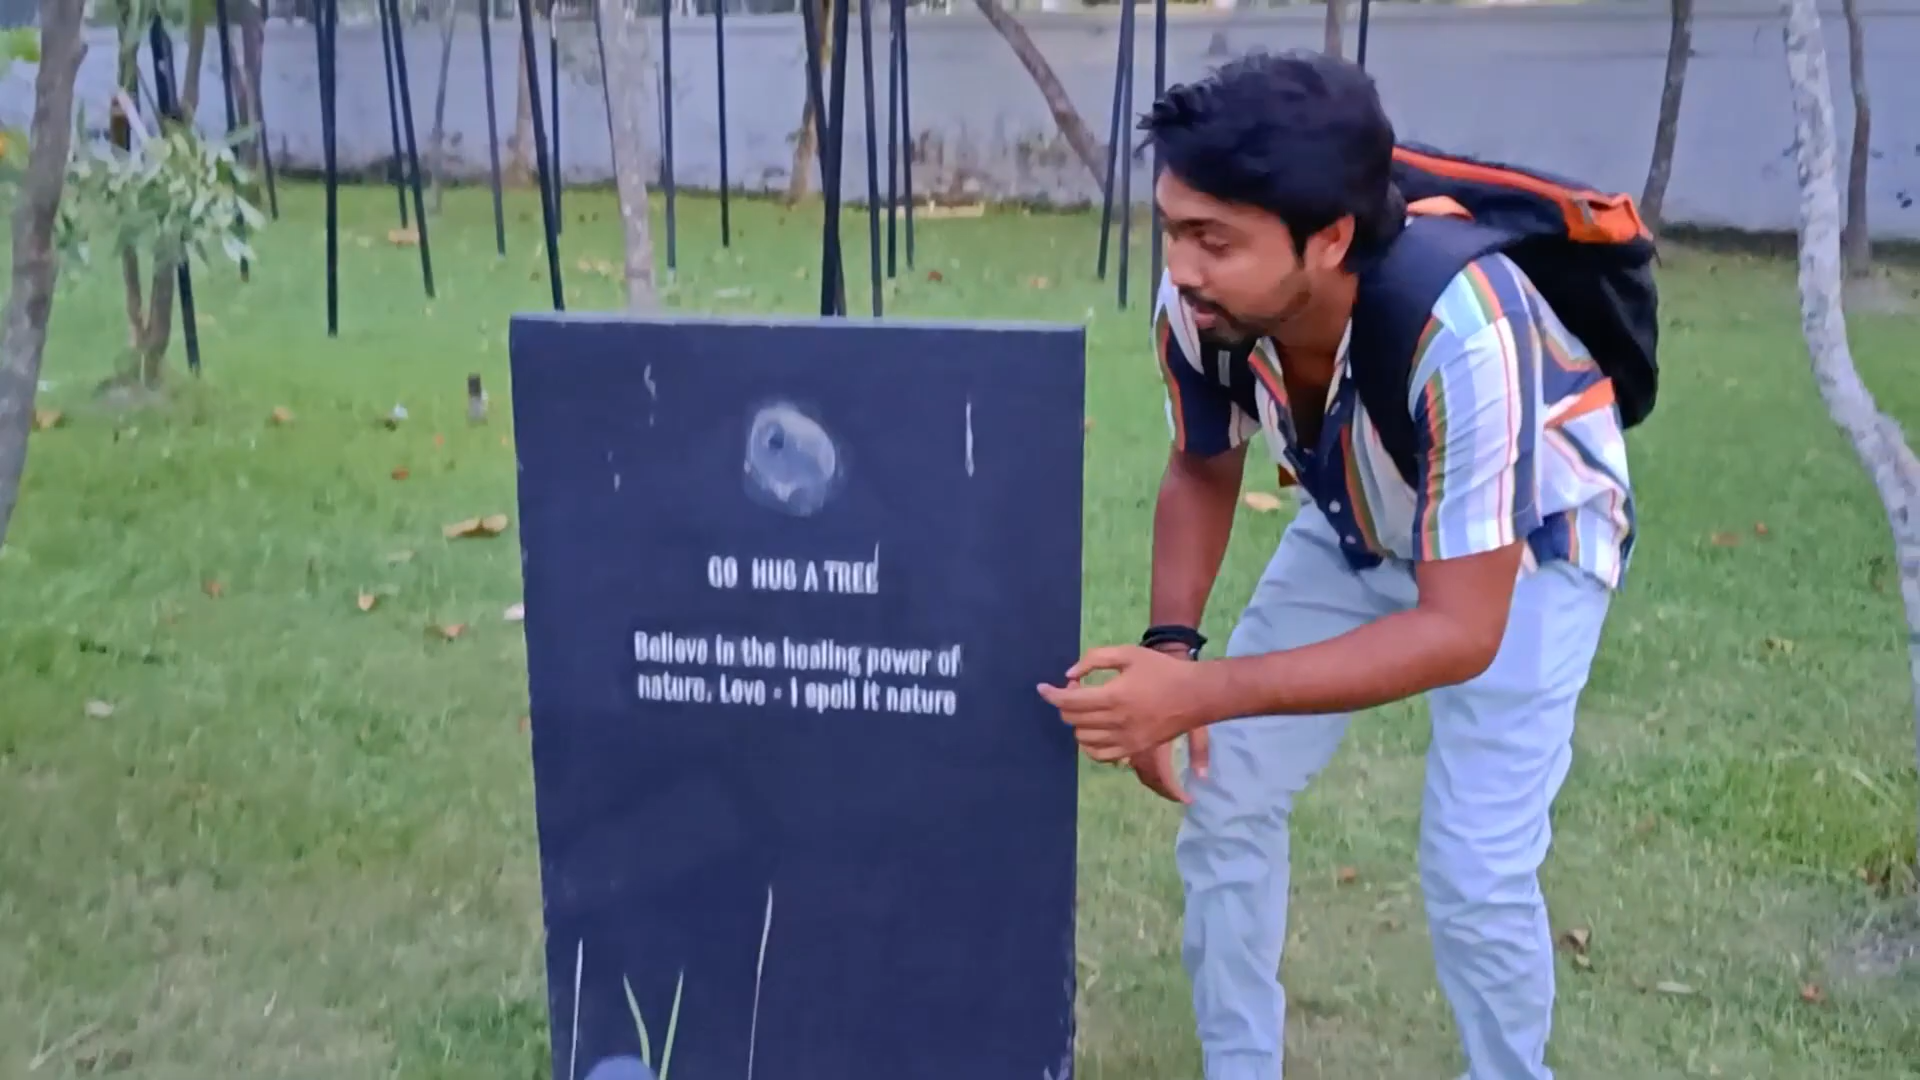 GO HUG A TREE
Believe in the healing power of
nature. Love - I spell it nature